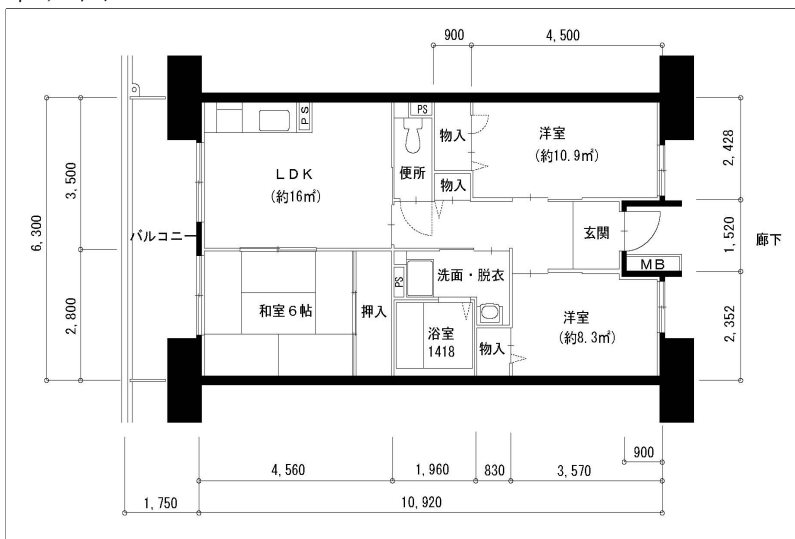 900
4,500
PS
PS
物入
洋室
(約10.9㎡)
便所
LDK
(約16㎡)
物入
2,428
3,500
6,300
バルコニー
玄関
1,520
廊下
MB
洗面・脱衣
PS
和室6帖
押入
2,800
洋室
(約8.3㎡)
浴室
1418
物入
2,352
900
4,560
1,960
830
3,570
1,750
10,920